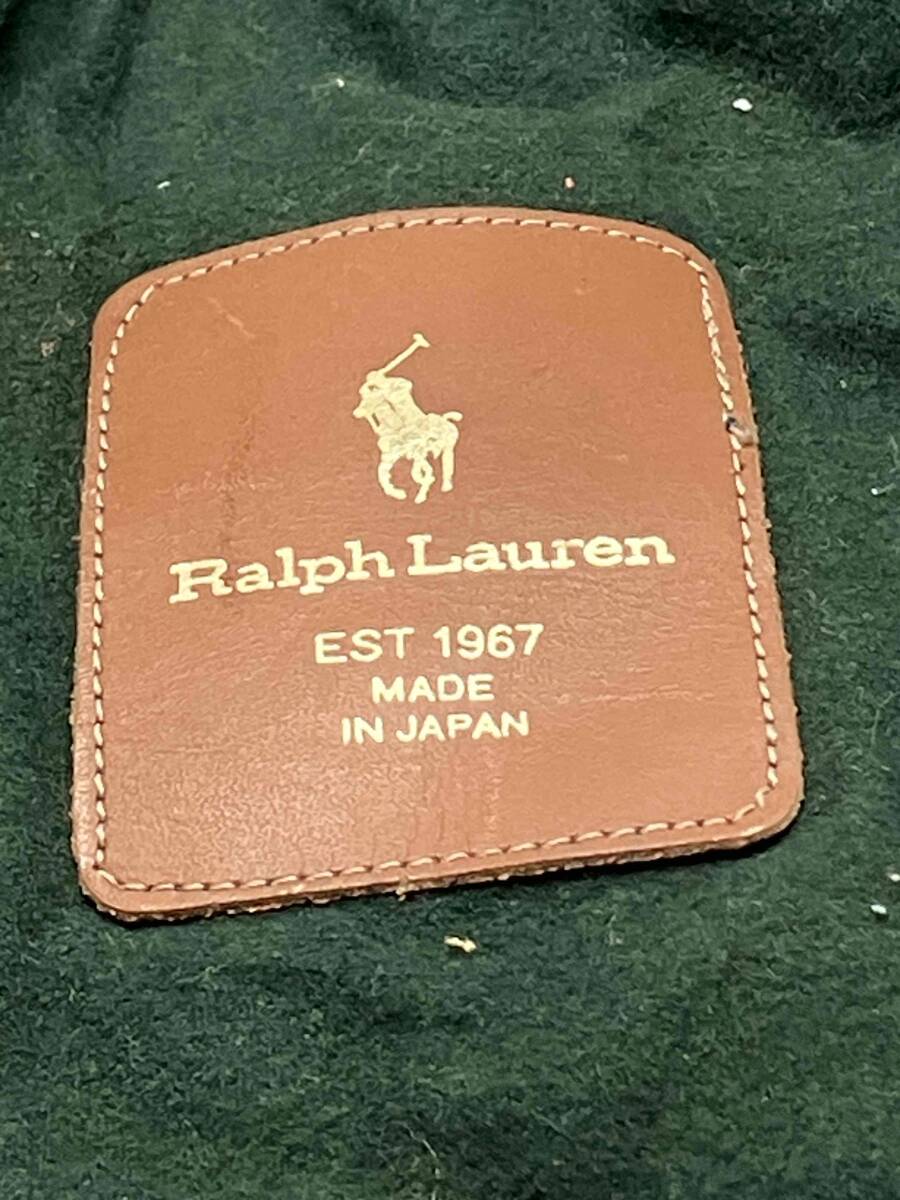 Ralph Lauren
EST 1967
MADE
IN JAPAN